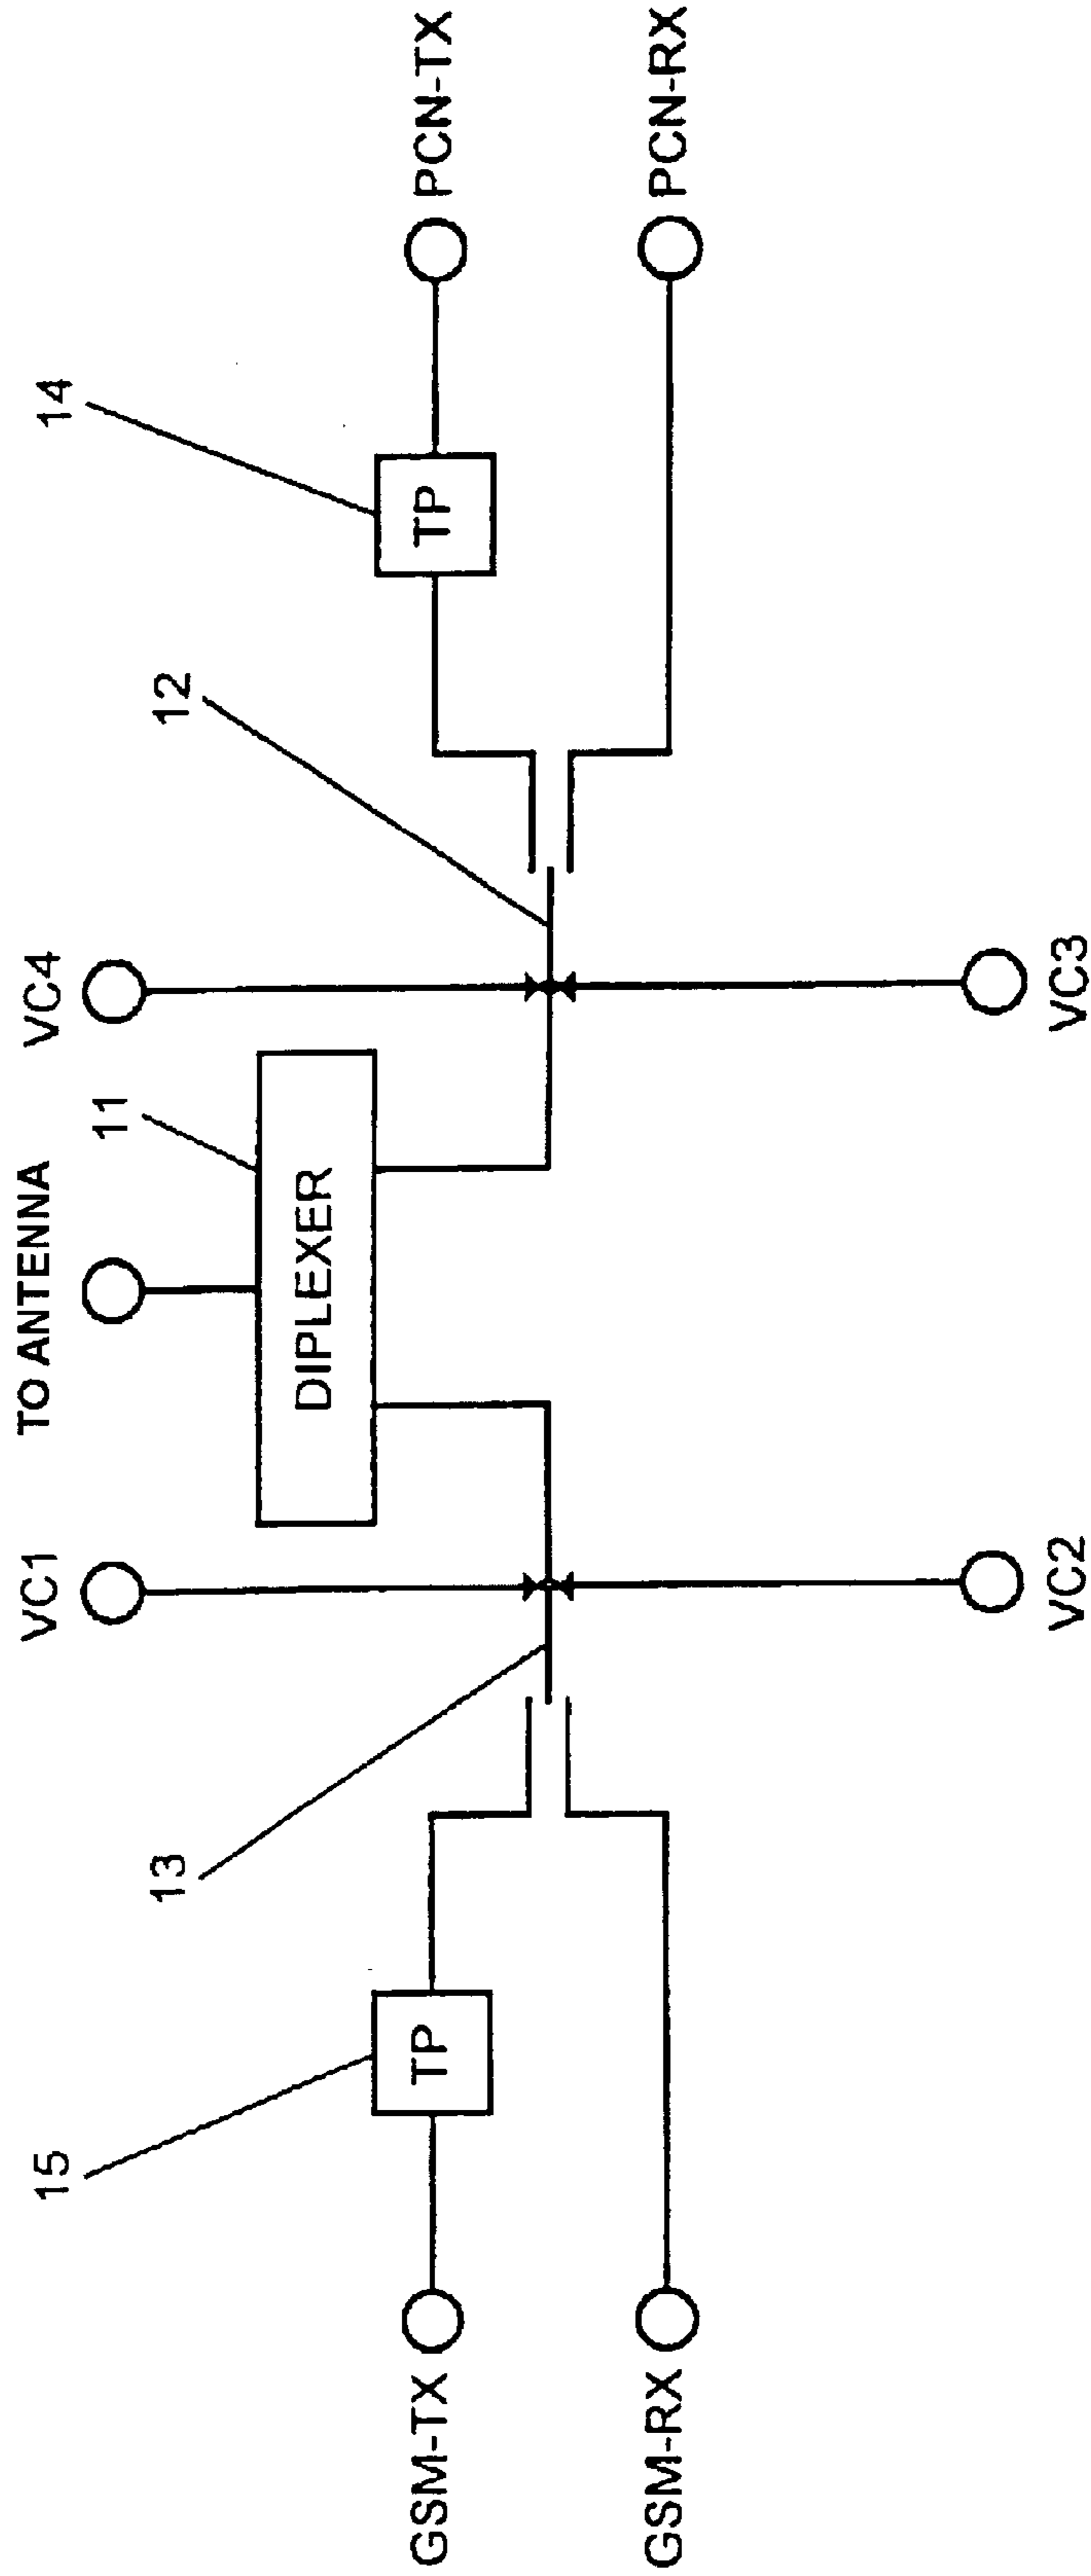 TO ANTENNA
VC1
VC4
11
DIPLEXER
15
13
12
14
TP
TP
GSM-TX
PCN-TX
GSM-RX
PCN-RX
VC2
VC3